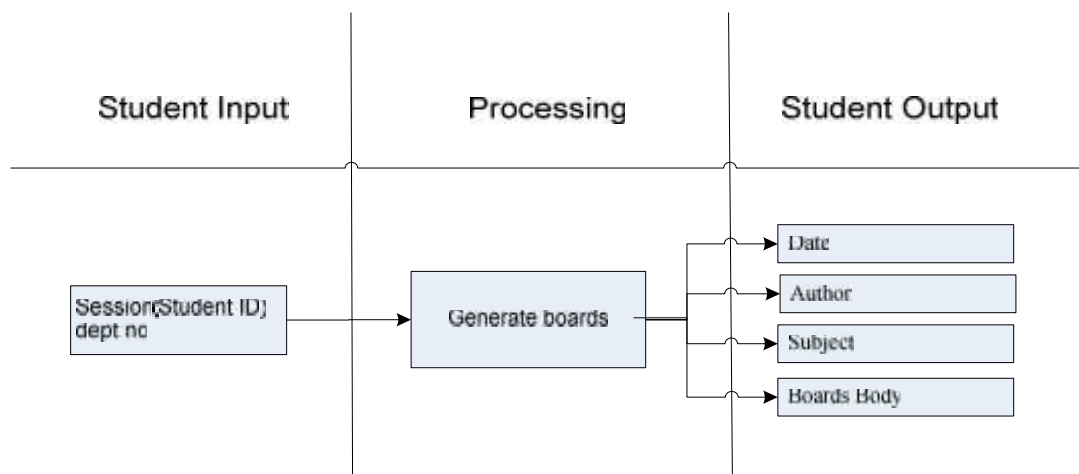 Student Input
Processing
Student Output
Session(Student ID)
dept no
Generate boards
Date
Author
Subject
Boards Body